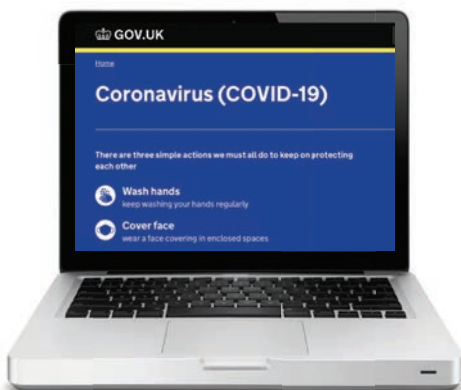 GOV.UK
Home
Coronavirus (COVID-19)
There are three simple actions we must all do to keep on protecting
each other
Wash hands
keep washing your hands regularly
Cover face
wear a face covering in enclosed spaces